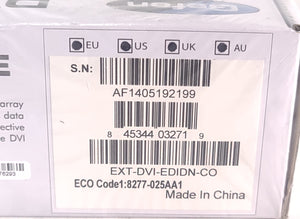 Gefen
EU US UK AU
S.N:
AF1405192199
array
data
ective
e DVI
8 45344 03271 9
EXT-DVI-EDIDN-CO
ECO Code1:8277-025AA1
Made In China